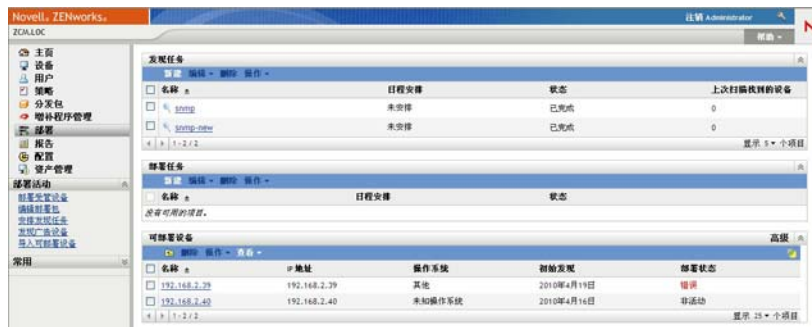 Novell. ZENworks.
注销 Administrator
ZCM.LOC
帮助
N
主页
设备
用户
策略
分发包
增补程序管理
部署
报告
配置
资产管理
部署活动
部署受管设备
编辑部署包
安排发现任务
发现广告设备
导入可部署设备
常用
发现任务
新建 编辑 删除 操作
名称 日程安排 状态 上次扫描找到的设备
snmp 未安排 已完成 0
snmp-new 未安排 已完成 0
1-2 / 2 显示 5 个项目
部署任务
新建 编辑 删除 操作
名称 日程安排 状态
没有可用的项目。
可部署设备 高级
删除 操作 查看
名称 IP 地址 操作系统 初始发现 部署状态
192.168.2.39 192.168.2.39 其他 2010年4月19日 错误
192.168.2.40 192.168.2.40 未知操作系统 2010年4月16日 非活动
1-2 / 2 显示 25 个项目